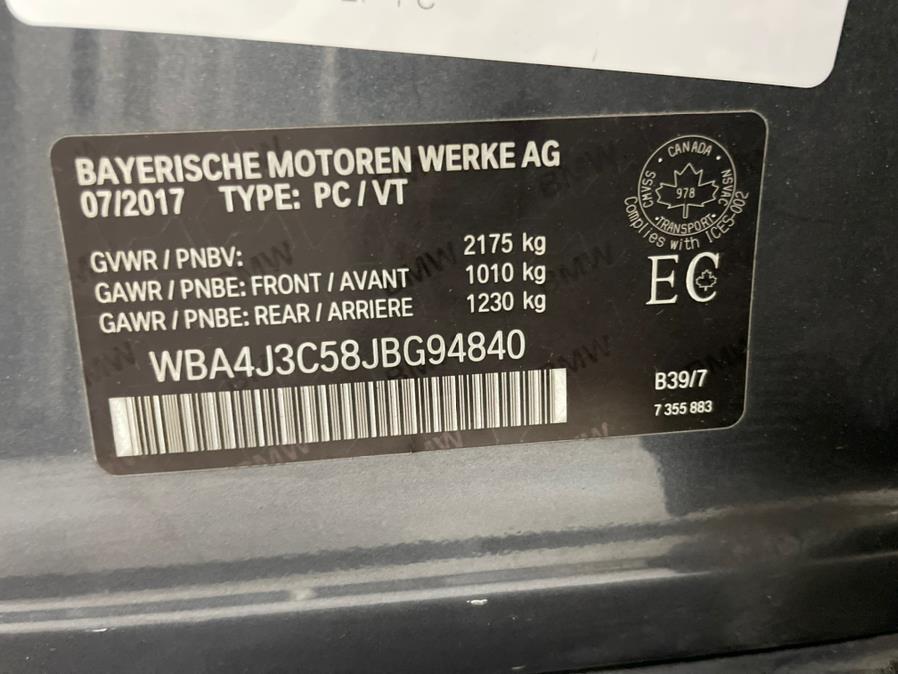 BAYERISCHE MOTOREN WERKE AG
07/2017 TYPE: PC / VT
GVWR / PNBV: 2175 kg
GAWR / PNBE: FRONT / AVANT 1010 kg
GAWR / PNBE: REAR / ARRIERE 1230 kg
WBA4J3C58JBG94840
CANADA
CMVSS
978
NSVAC
TRANSPORT
Complies with ICES-002
EC
B39/7
7 355 883